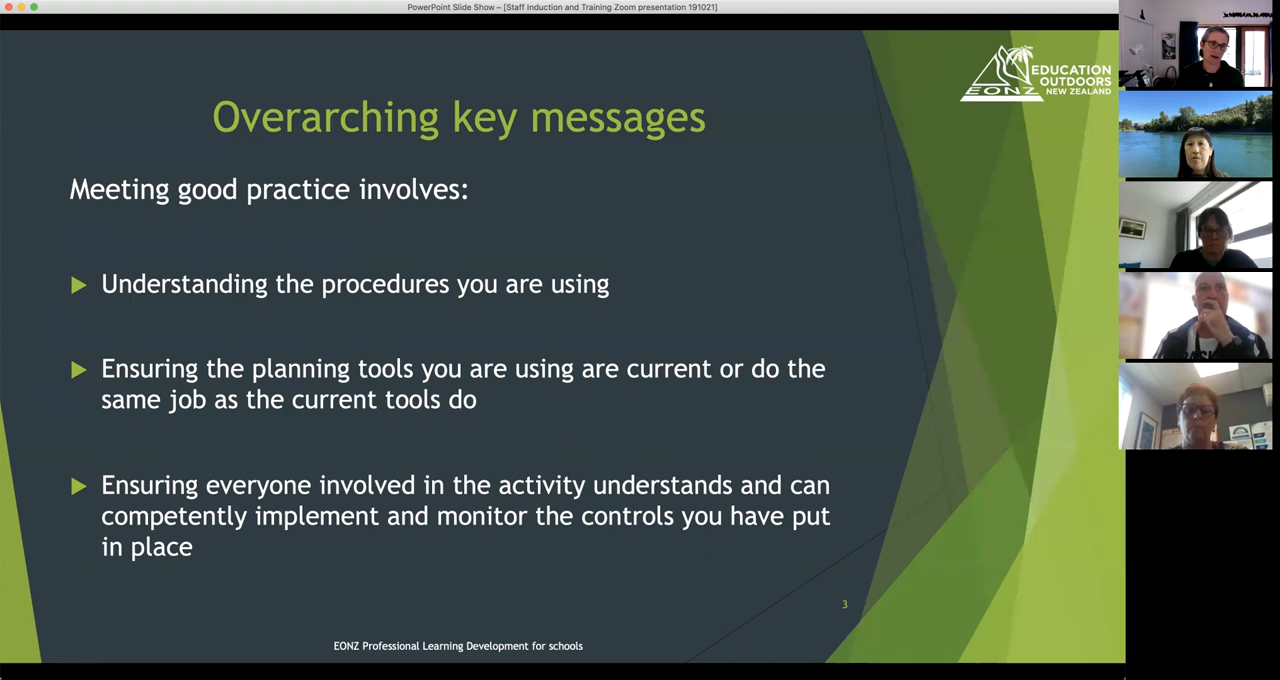 PowerPoint Slide Show – [Staff Induction and Training Zoom presentation 191021]
EDUCATION
OUTDOORS
NEW ZEALAND
EONZ
Overarching key messages
Meeting good practice involves:
Understanding the procedures you are using
Ensuring the planning tools you are using are current or do the
same job as the current tools do
Ensuring everyone involved in the activity understands and can
competently implement and monitor the controls you have put
in place
3
EONZ Professional Learning Development for schools